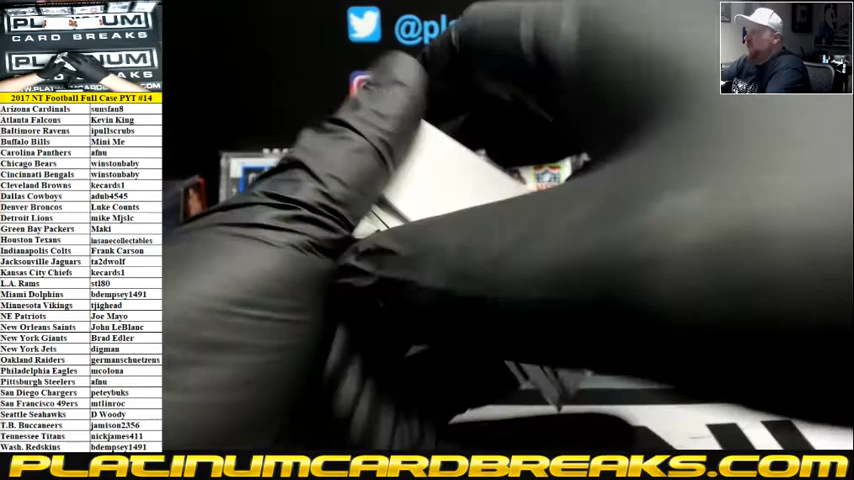 PLATINUM
CARD BREAKS
PLATINUM
@pla
2017 NT Football Full Case PYT #14
Arizona Cardinals sunsfan8
Atlanta Falcons Kevin King
Baltimore Ravens ipullscrubs
Buffalo Bills Mini Me
Carolina Panthers afnu
Chicago Bears winstonbaby
Cincinnati Bengals winstonbaby
Cleveland Browns kecards1
Dallas Cowboys adub4545
Denver Broncos Luke Counts
Detroit Lions mike Mjslc
Green Bay Packers Maki
Houston Texans insanecollectables
Indianapolis Colts Frank Carson
Jacksonville Jaguars ta2dwolf
Kansas City Chiefs kecards1
L.A. Rams stl80
Miami Dolphins bdempsey1491
Minnesota Vikings tjighead
NE Patriots Joe Mayo
New Orleans Saints John LeBlanc
New York Giants Brad Edler
New York Jets digman
Oakland Raiders germanschuetzens
Philadelphia Eagles mcolona
Pittsburgh Steelers afnu
San Diego Chargers peteybuks
San Francisco 49ers mtlinroc
Seattle Seahawks D Woody
T.B. Buccaneers jamison2356
Tennessee Titans nickjames411
Wash. Redskins bdempsey1491
PLATINUMCARDBREAKS.COM